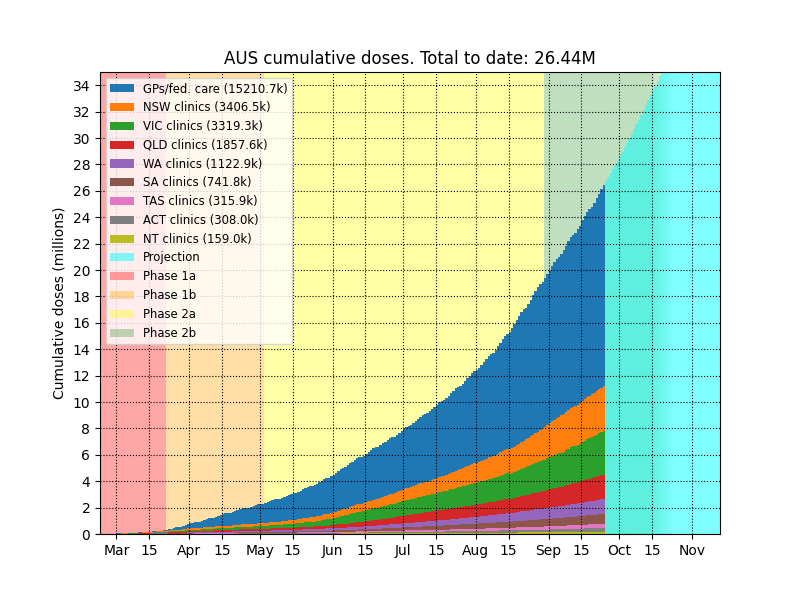 AUS cumulative doses. Total to date: 26.44M
Cumulative doses (millions)
34
32
30
28
26
24
22
20
18
16
14
12
10
8
6
4
2
0
GPs/fed. care (15210.7k)
NSW clinics (3406.5k)
VIC clinics (3319.3k)
QLD clinics (1857.6k)
WA clinics (1122.9k)
SA clinics (741.8k)
TAS clinics (315.9k)
ACT clinics (308.0k)
NT clinics (159.0k)
Projection
Phase 1a
Phase 1b
Phase 2a
Phase 2b
Mar 15 Apr 15 May 15 Jun 15 Jul 15 Aug 15 Sep 15 Oct 15 Nov